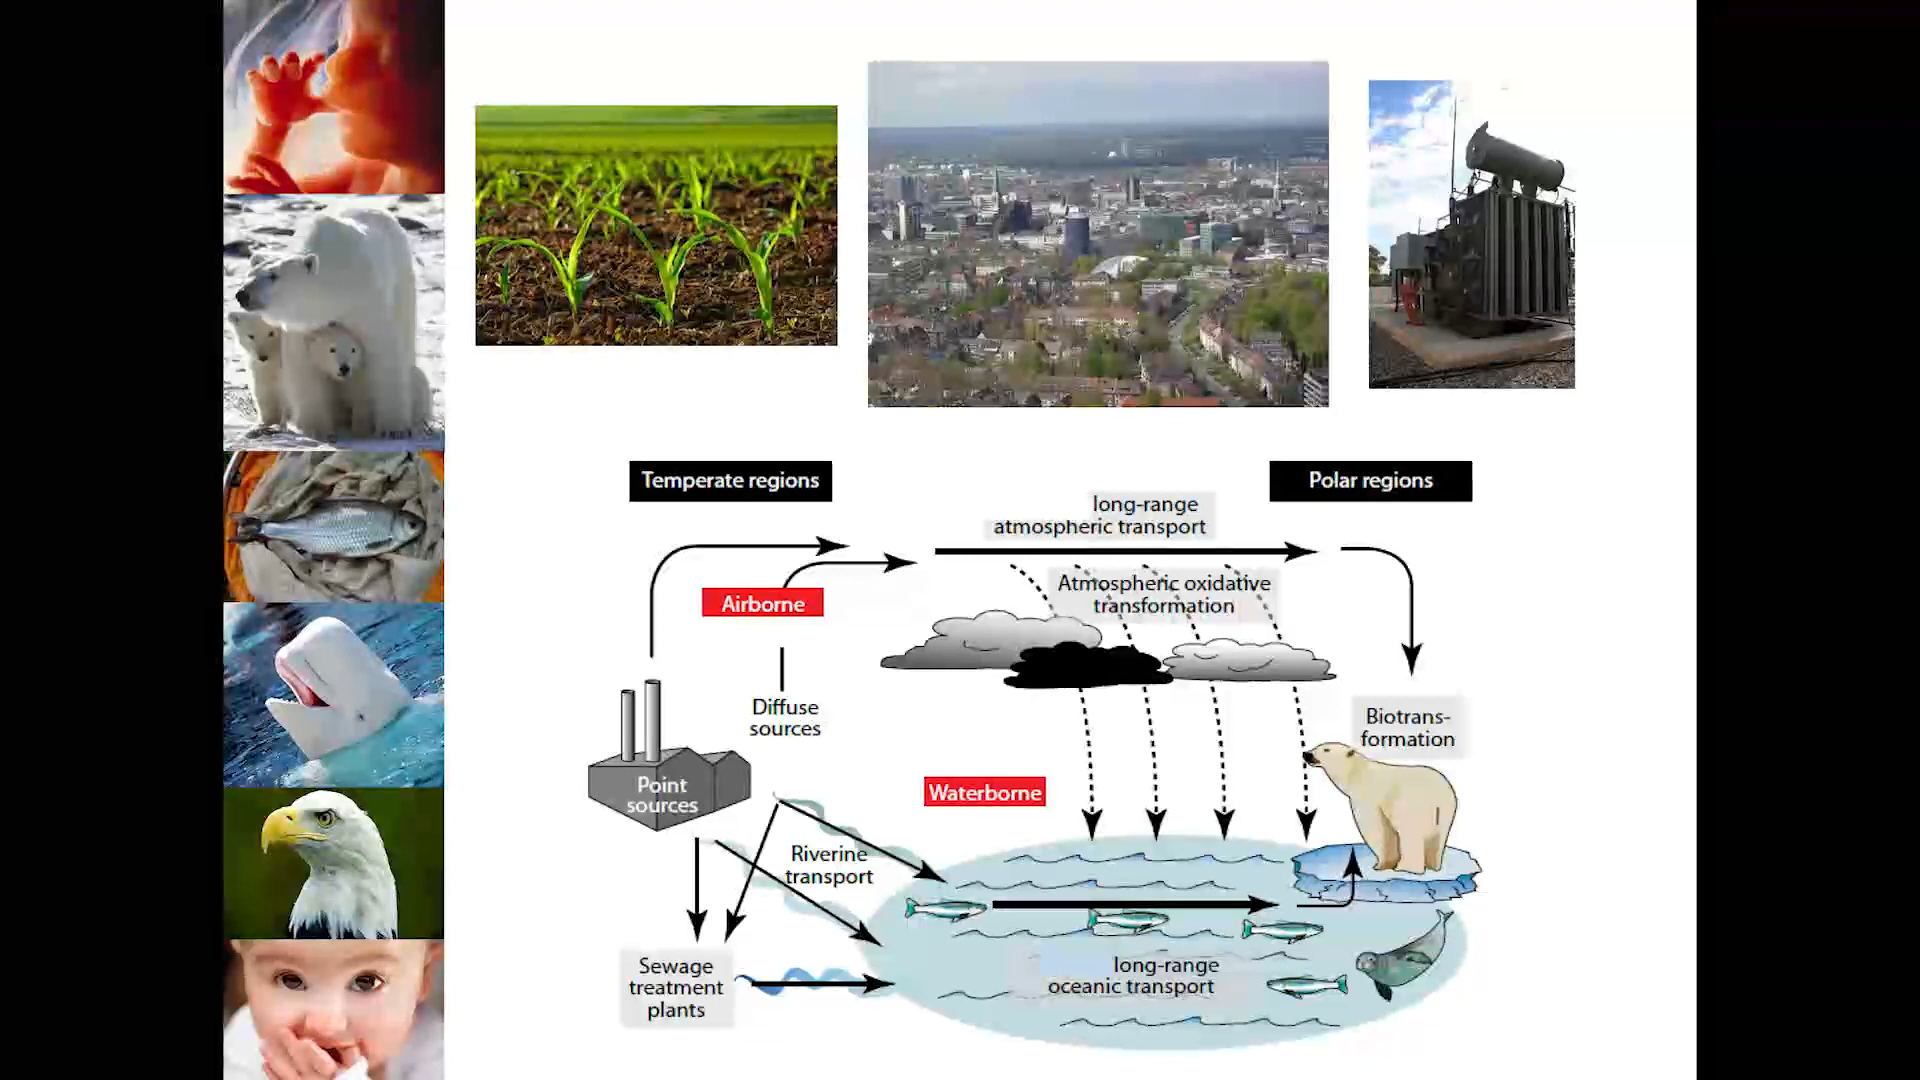 Temperate regions
Polar regions
long-range
atmospheric transport
Airborne
Atmospheric oxidative
transformation
Diffuse
sources
Biotrans-
formation
Point
sources
Waterborne
Riverine
transport
Sewage
treatment
plants
long-range
oceanic transport